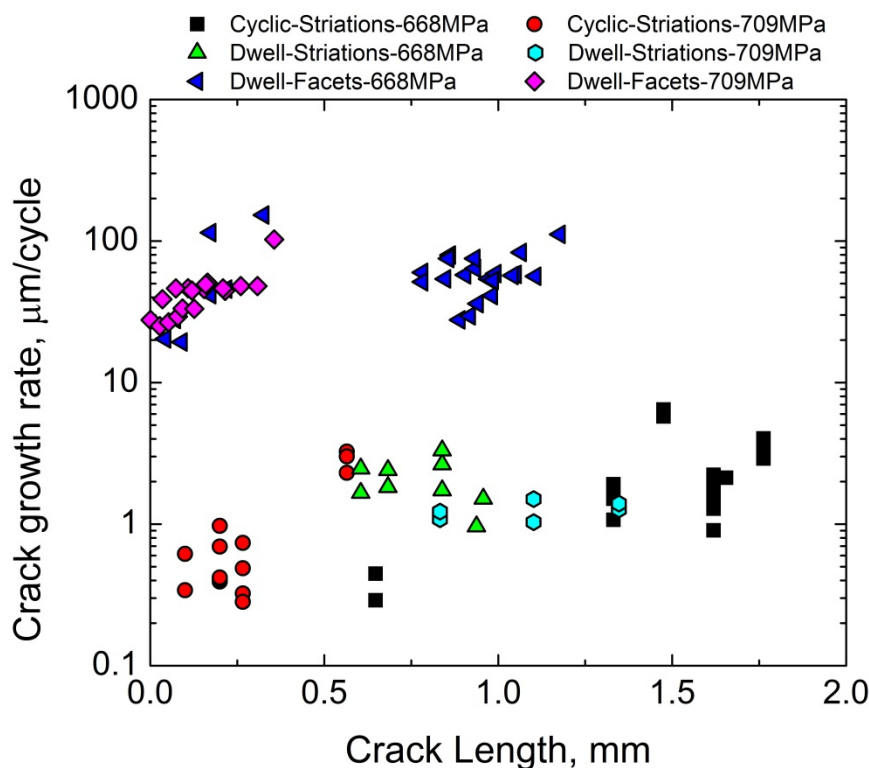 Cyclic-Striations-668MPa Cyclic-Striations-709MPa
Dwell-Striations-668MPa Dwell-Striations-709MPa
Dwell-Facets-668MPa Dwell-Facets-709MPa
1000
100
10
1
0.1
Crack growth rate, μm/cycle
0.0 0.5 1.0 1.5 2.0
Crack Length, mm